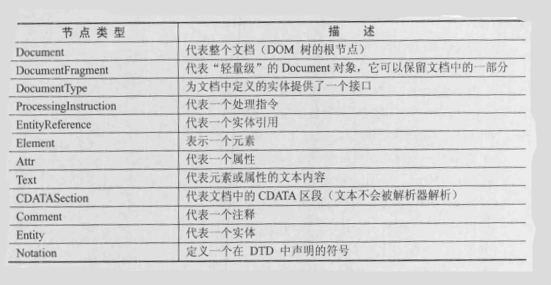 节点类型 描述
Document 代表整个文档（DOM 树的根节点）
DocumentFragment 代表“轻量级”的 Document 对象，它可以保留文档中的一部分
DocumentType 为文档中定义的实体提供了一个接口
ProcessingInstruction 代表一个处理指令
EntityReference 代表一个实体引用
Element 表示一个元素
Attr 代表一个属性
Text 代表元素或属性的文本内容
CDATASection 代表文档中的 CDATA 区段（文本不会被解析器解析）
Comment 代表一个注释
Entity 代表一个实体
Notation 定义一个在 DTD 中声明的符号